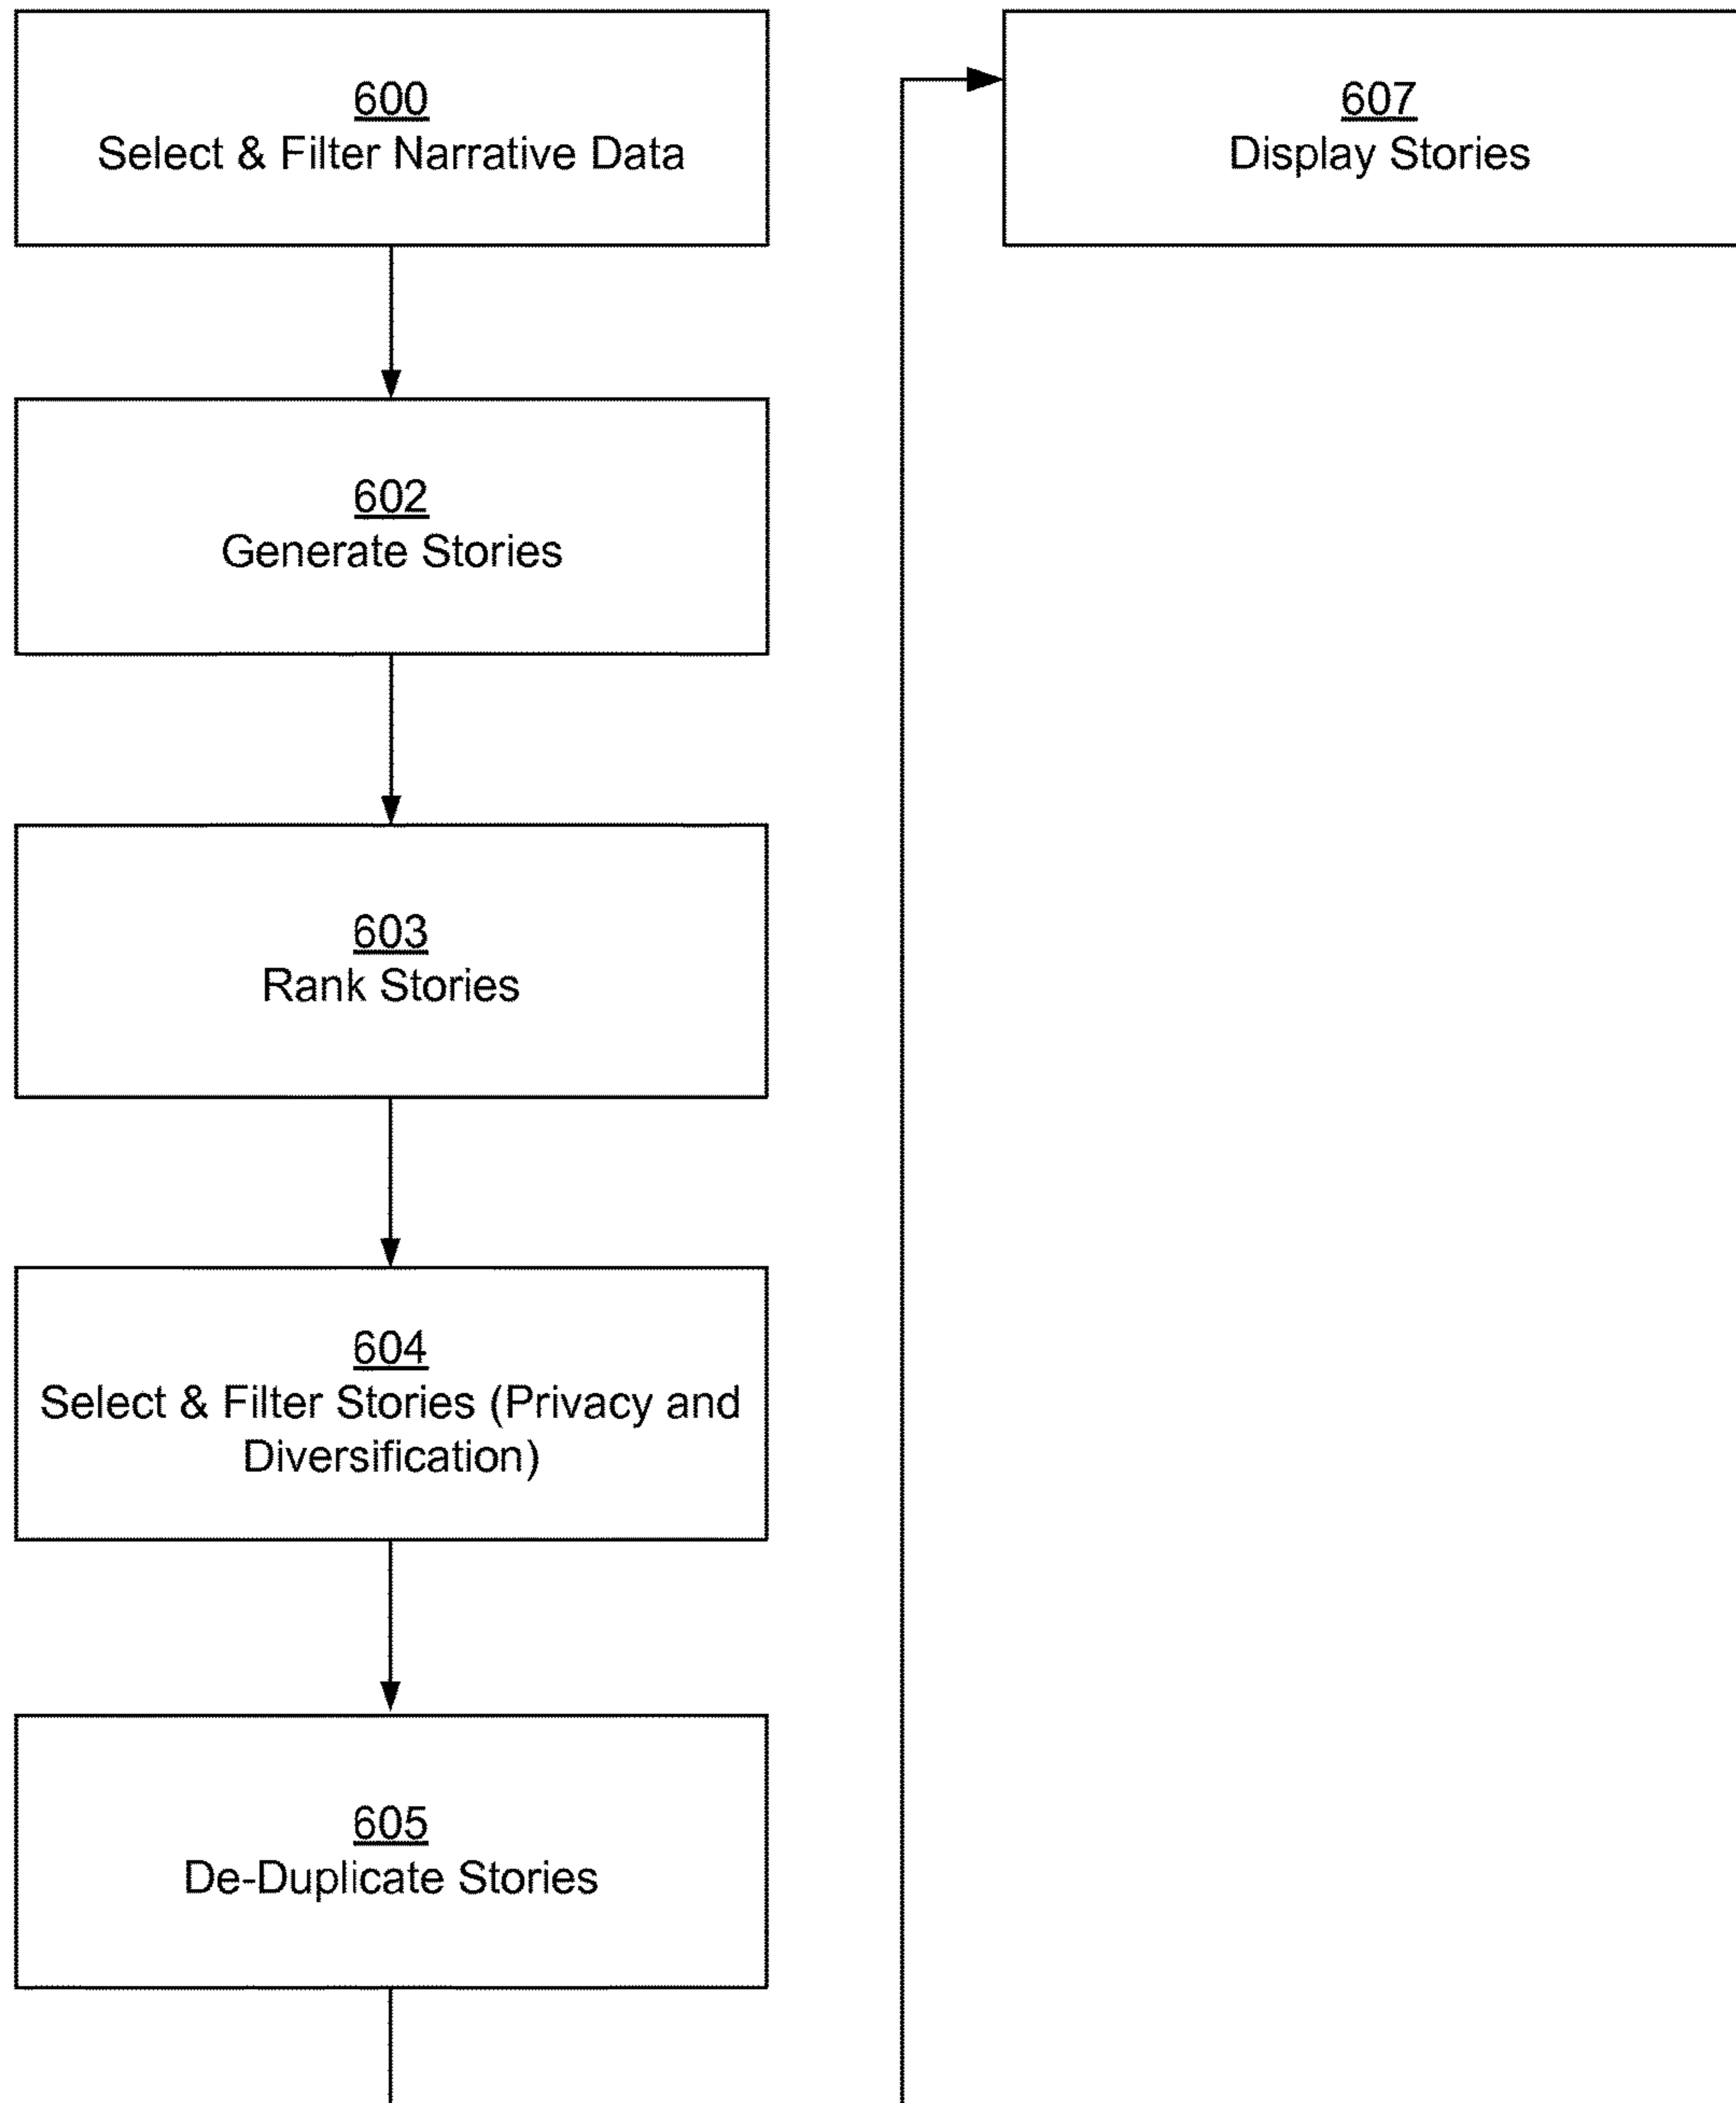 600
Select & Filter Narrative Data
602
Generate Stories
603
Rank Stories
604
Select & Filter Stories (Privacy and
Diversification)
605
De-Duplicate Stories
607
Display Stories